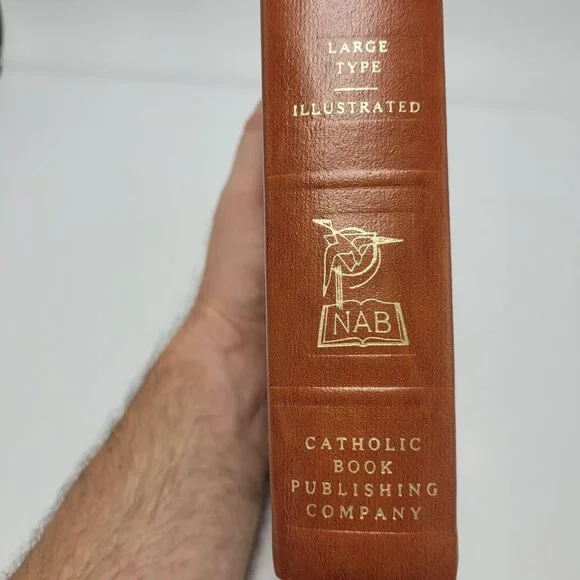 LARGE
TYPE
ILLUSTRATED
NAB
CATHOLIC
BOOK
PUBLISHING
COMPANY